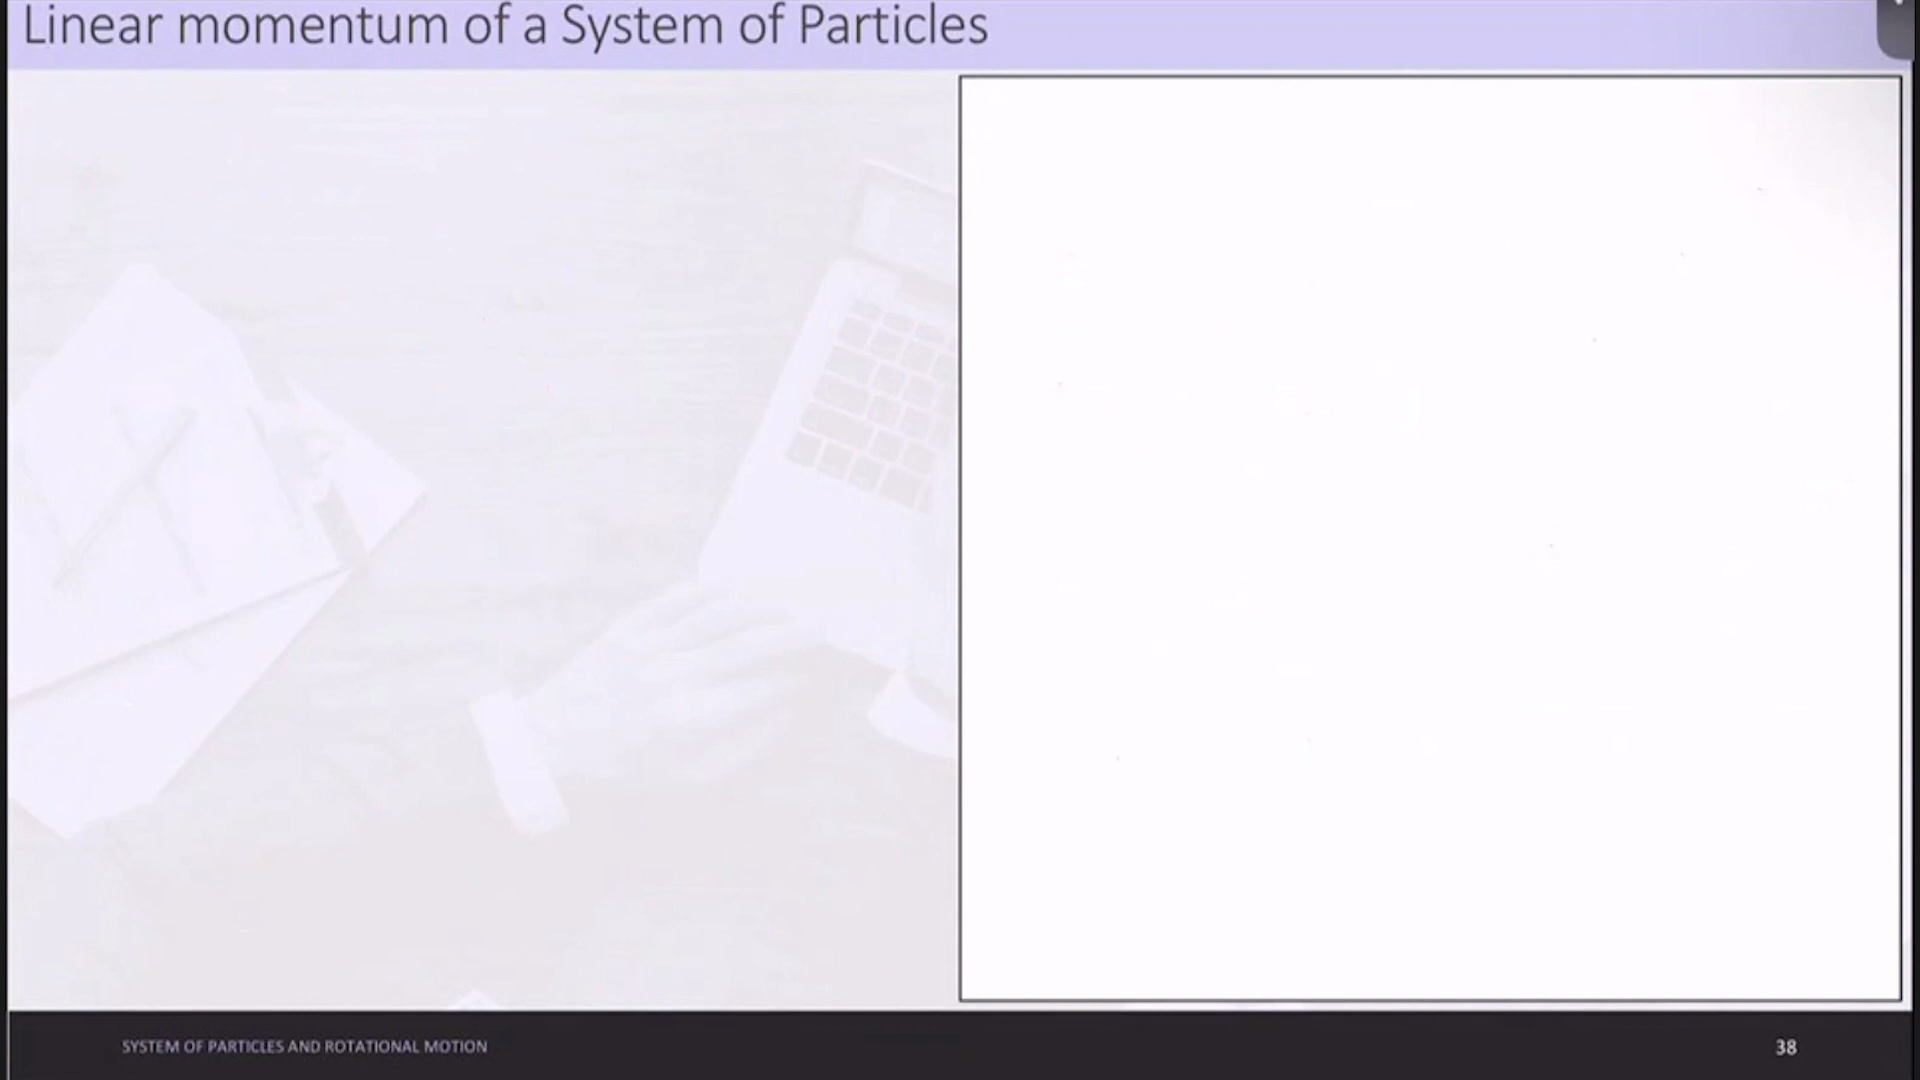 Linear momentum of a System of Particles
SYSTEM OF PARTICLES AND ROTATIONAL MOTION
38